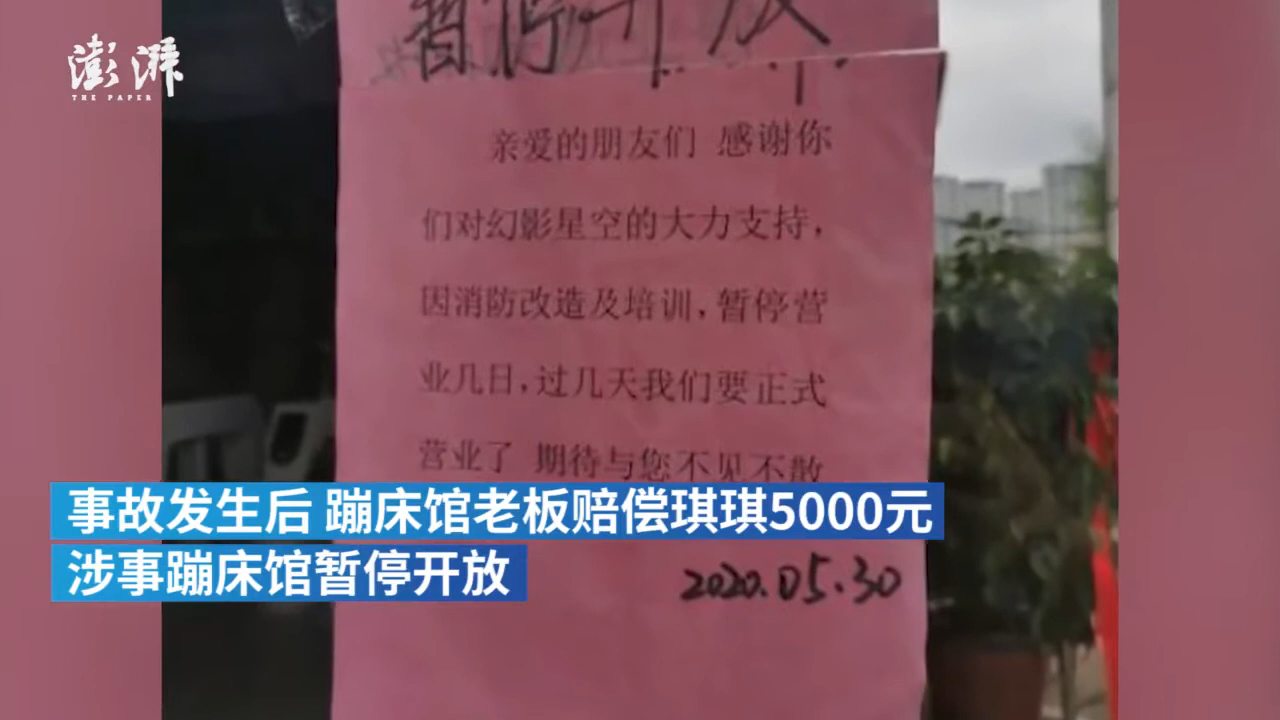 澎湃
THE PAPER
暂停开放
亲爱的朋友们 感谢你
们对幻影星空的大力支持，
因消防改造及培训，暂停营
业几日，过几天我们要正式
营业了 期待与您不见不散
事故发生后 蹦床馆老板赔偿琪琪5000元
涉事蹦床馆暂停开放
2020.05.30